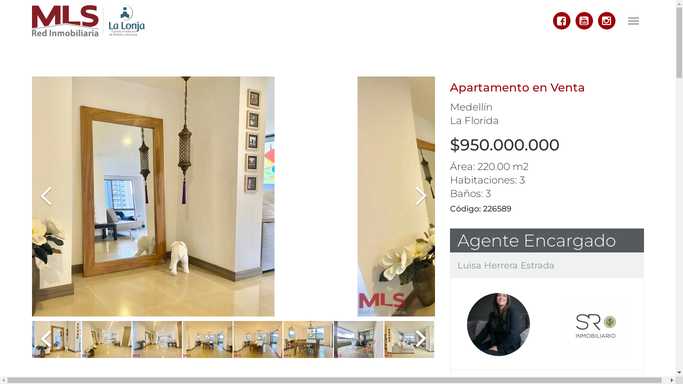 MLS
Red Inmobiliaria
La Lonja
Apartamento en Venta
Medellín
La Florida
$950.000.000
Área: 220.00 m2
Habitaciones: 3
Baños: 3
Código: 226589
Agente Encargado
Luisa Herrera Estrada
MLS
SR
INMOBILIARIO